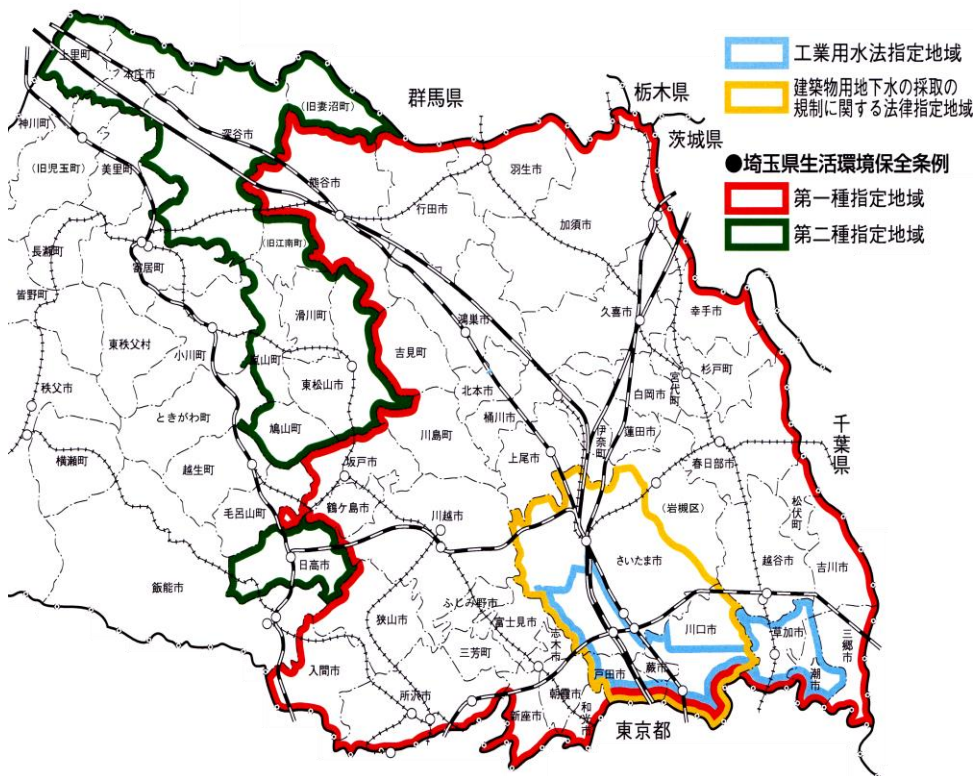 工業用水法指定地域
建築物用地下水の採取の
規制に関する法律指定地域
●埼玉県生活環境保全条例
第一種指定地域
第二種指定地域
群馬県
栃木県
茨城県
千葉県
東京都
上里町
本庄市
神川町
(旧児玉町)
美里町
深谷市
(旧妻沼町)
熊谷市
(旧江南町)
行田市
羽生市
加須市
長瀞町
皆野町
寄居町
東秩父村
小川町
秩父市
横瀬町
ときがわ町
滑川町
嵐山町
東松山市
鳩山町
吉見町
鴻巣市
北本市
桶川市
川島町
上尾市
伊奈町
久喜市
幸手市
宮代町
杉戸町
白岡市
蓮田市
春日部市
(岩槻区)
松伏町
越生町
毛呂山町
坂戸市
鶴ケ島市
川越市
日高市
飯能市
狭山市
ふじみ野市
富士見市
三芳町
志木市
さいたま市
川口市
越谷市
吉川市
草加市
三郷市
八潮市
入間市
所沢市
新座市
朝霞市
和光市
戸田市
蕨市